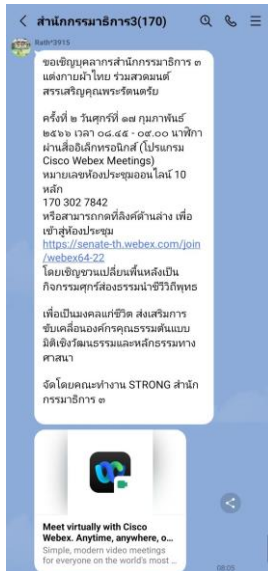 สำนักกรรมาธิการ3(170)
Rath*3915
ขอเชิญบุคลากรสำนักกรรมาธิการ ๓
แต่งกายผ้าไทย ร่วมสวดมนต์
สรรเสริญคุณพระรัตนตรัย
ครั้งที่ ๒ วันศุกร์ที่ ๑๗ กุมภาพันธ์
๒๕๖๖ เวลา ๐๘.๔๕ - ๐๙.๐๐ นาฬิกา
ผ่านสื่ออิเล็กทรอนิกส์ (โปรแกรม
Cisco Webex Meetings)
หมายเลขห้องประชุมออนไลน์ 10
หลัก
170 302 7842
หรือสามารถกดที่ลิงค์ด้านล่าง เพื่อ
เข้าสู่ห้องประชุม
https://senate-th.webex.com/join
/webex64-22
โดยเชิญชวนเปลี่ยนพื้นหลังเป็น
กิจกรรมศุกร์ส่องธรรมนำชีวีวิถีพุทธ
เพื่อเป็นมงคลแก่ชีวิต ส่งเสริมการ
ขับเคลื่อนองค์กรคุณธรรมต้นแบบ
มิติเชิงวัฒนธรรมและหลักธรรมทาง
ศาสนา
จัดโดยคณะทำงาน STRONG สำนัก
กรรมาธิการ ๓
Meet virtually with Cisco
Webex. Anytime, anywhere, o...
Simple, modern video meetings
for everyone on the world's most ...
08:05